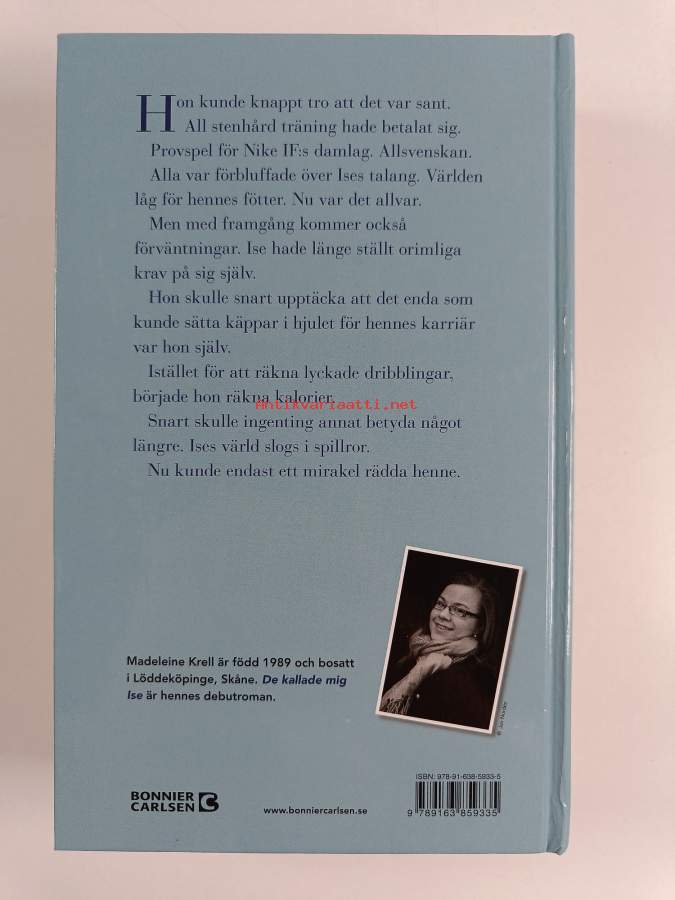 Hon kunde knappt tro att det var sant.
All stenhård träning hade betalat sig.
Provspel för Nike IF:s damlag. Allsvenskan.
Alla var förbluffade över Ises talang. Världen
låg för hennes fötter. Nu var det allvar.
Men med framgång kommer också
förväntningar. Ise hade länge ställt orimliga
krav på sig själv.
Hon skulle snart upptäcka att det enda som
kunde sätta käppar i hjulet för hennes karriär
var hon själv.
Istället för att räkna lyckade dribblingar,
började hon räkna kalorier.
Antikvariaatti.net
Snart skulle ingenting annat betyda något
längre. Ises värld slogs i spillror.
Nu kunde endast ett mirakel rädda henne.
Madeleine Krell är född 1989 och bosatt
i Löddeköpinge, Skåne. De kallade mig
Ise är hennes debutroman.
BONNIER
CARLSEN
www.bonniercarlsen.se
ISBN: 978-91-638-5933-5
9 789163 859335